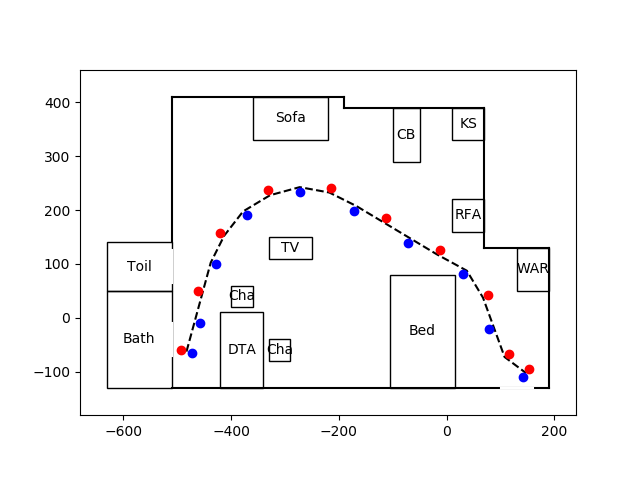 400
Sofa
KS
CB
300
200
RFA
TV
Toil
WAR
100
Cha
0
Bed
Bath
DTA
Cha
−100
−600
−400
−200
0
200